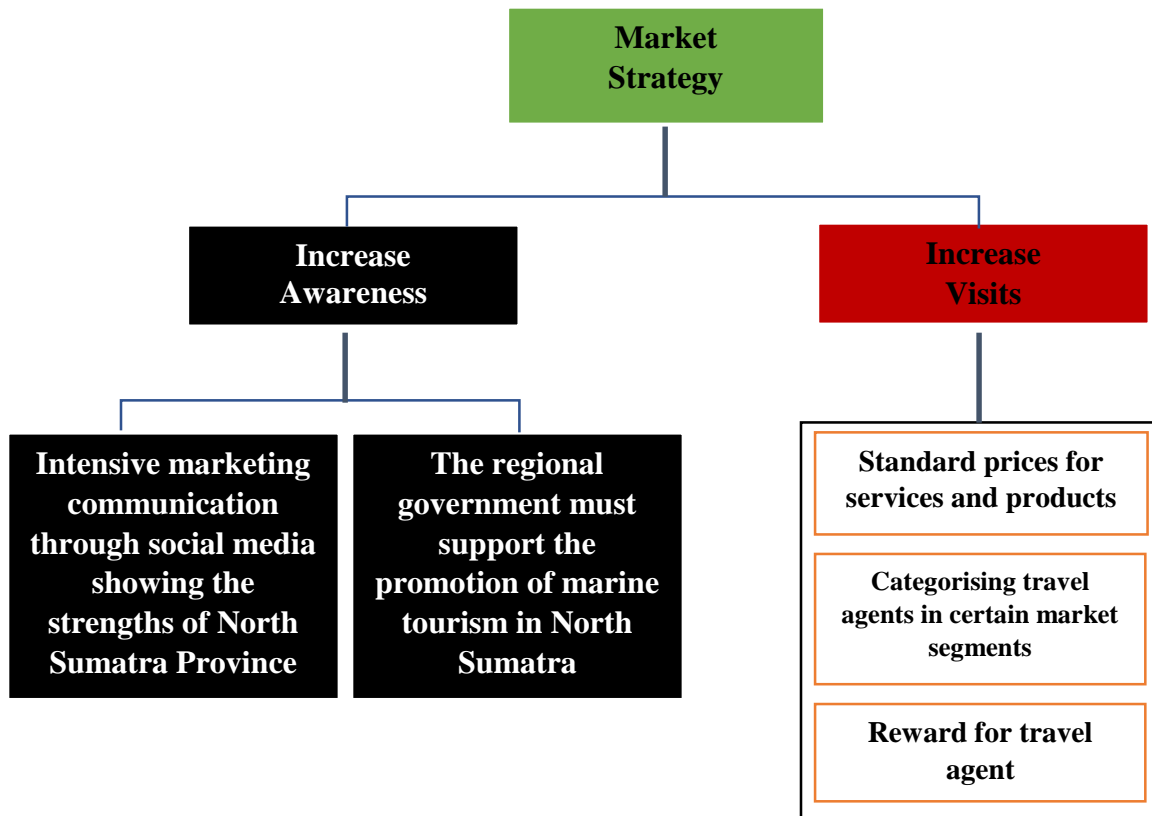 Market
Strategy
Increase
Awareness
Increase
Visits
Intensive marketing
communication
through social media
showing the
strengths of North
Sumatra Province
The regional
government must
support the
promotion of marine
tourism in North
Sumatra
Standard prices for
services and products
Categorising travel
agents in certain market
segments
Reward for travel
agent